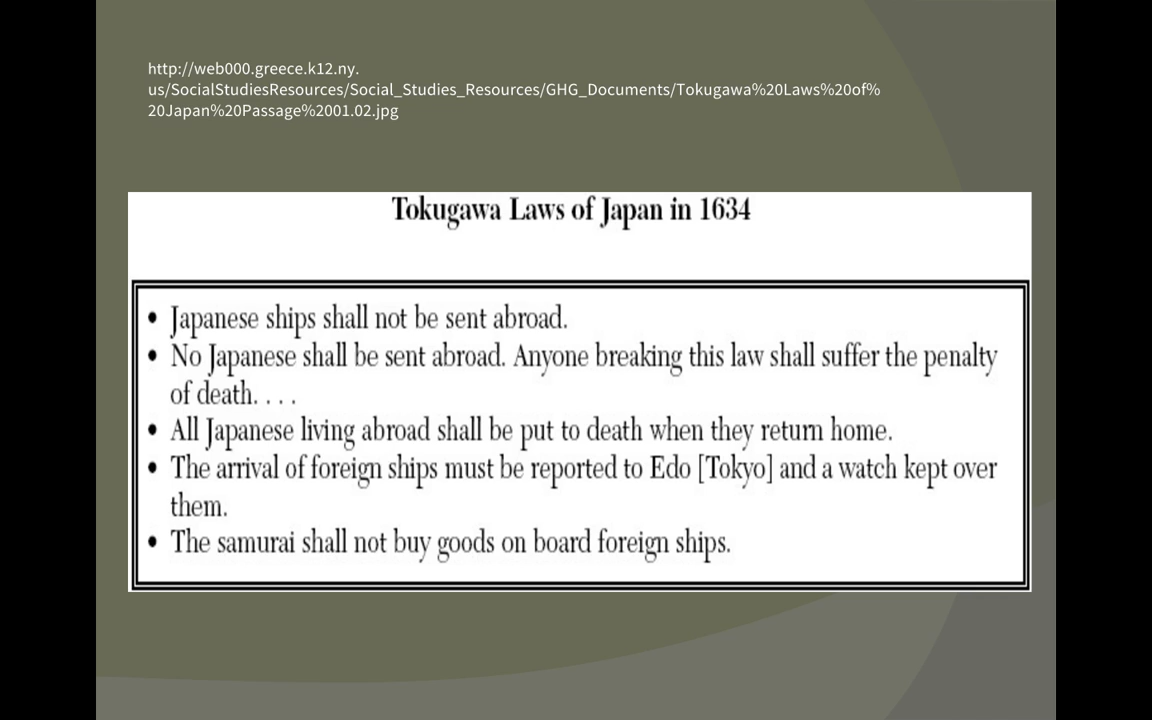 http://web000.greece.k12.ny.
us/SocialStudiesResources/Social_Studies_Resources/GHG_Documents/Tokugawa%20Laws%20of%
20Japan%20Passage%2001.02.jpg
Tokugawa Laws of Japan in 1634
• Japanese ships shall not be sent abroad.
• No Japanese shall be sent abroad. Anyone breaking this law shall suffer the penalty
of death. . . .
• All Japanese living abroad shall be put to death when they return home.
• The arrival of foreign ships must be reported to Edo [Tokyo] and a watch kept over
them.
• The samurai shall not buy goods on board foreign ships.